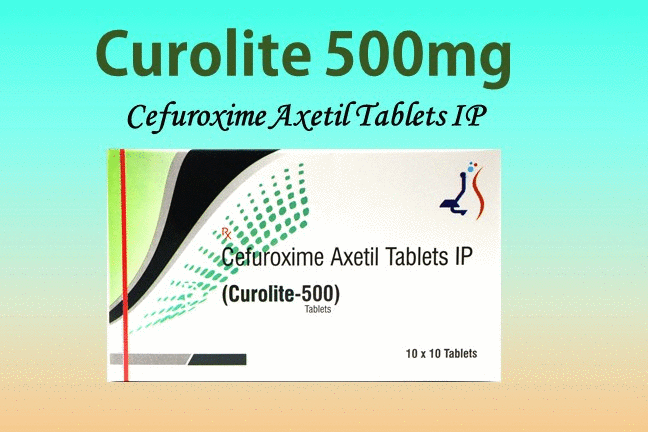 Curolite 500mg
Cefuroxime Axetil Tablets IP
Rx
Cefuroxime Axetil Tablets IP
(Curolite-500)
Tablets
10 x 10 Tablets